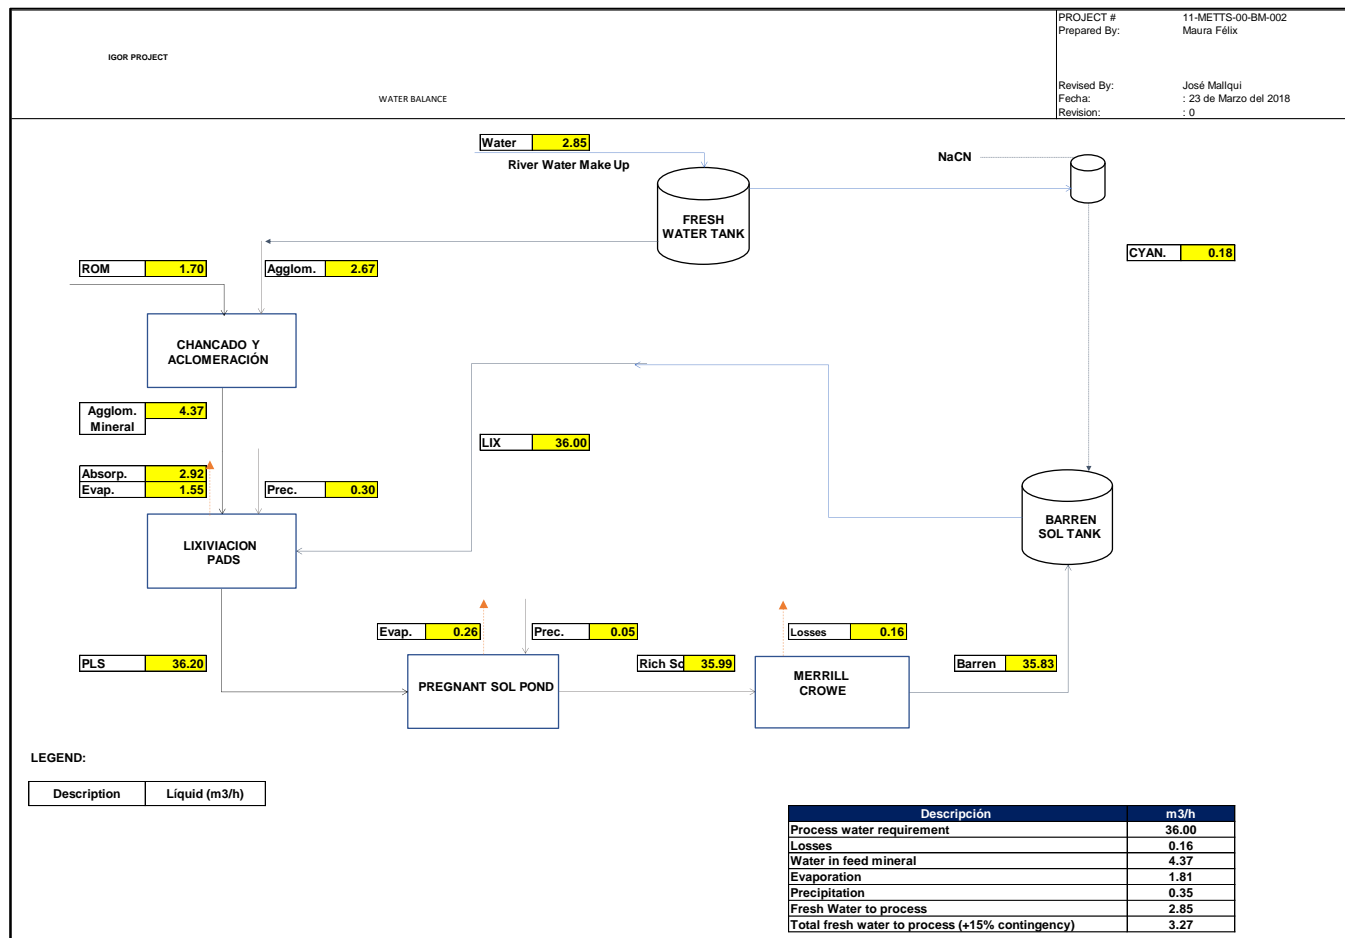 PROJECT # 11-METTS-00-BM-002
Prepared By: Maura Félix
IGOR PROJECT
WATER BALANCE
Revised By: José Mallqui
Fecha: : 23 de Marzo del 2018
Revision: : 0
Water 2.85
River Water Make Up
NaCN
FRESH
WATER TANK
CYAN. 0.18
ROM 1.70
Agglom. 2.67
CHANCADO Y
ACLOMERACIÓN
Agglom. 4.37
Mineral
LIX 36.00
Absorp. 2.92
Evap. 1.55
Prec. 0.30
LIXIVIACION
PADS
BARREN
SOL TANK
Evap. 0.26
Prec. 0.05
Losses 0.16
PLS 36.20
Rich Sc 35.99
Barren 35.83
PREGNANT SOL POND
MERRILL
CROWE
LEGEND:
Description Líquid (m3/h)
Descripción m3/h
Process water requirement 36.00
Losses 0.16
Water in feed mineral 4.37
Evaporation 1.81
Precipitation 0.35
Fresh Water to process 2.85
Total fresh water to process (+15% contingency) 3.27